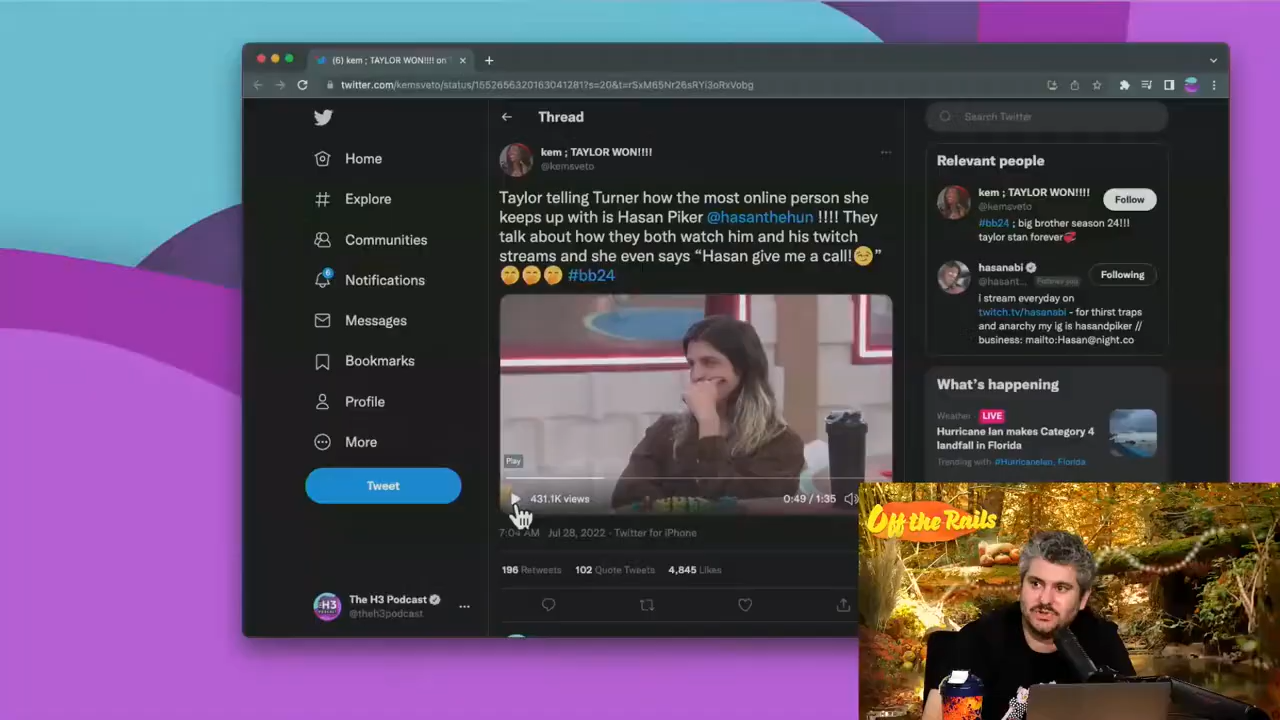 (6) kem ; TAYLOR WON!!!! on
twitter.com/kemsveto/status/1552656320163041281?s=20&t=rSxM65Nr26sRYi3oRxVobg
Home
Explore
Communities
6
Notifications
Messages
Bookmarks
Profile
More
Tweet
The H3 Podcast
@theh3podcast
Thread
kem ; TAYLOR WON!!!!
@kemsveto
Taylor telling Turner how the most online person she
keeps up with is Hasan Piker @hasanthehun !!!! They
talk about how they both watch him and his twitch
streams and she even says “Hasan give me a call!🥹”
🤭🤭🤭 #bb24
Play
431.1K views
0:49 / 1:35
7:04 AM Jul 28, 2022 · Twitter for iPhone
196 Retweets 102 Quote Tweets 4,845 Likes
Search Twitter
Relevant people
kem ; TAYLOR WON!!!!
@kemsveto
Follow
#bb24 ; big brother season 24!!!
taylor stan forever💞
hasanabi
@hasant... Follows you
Following
i stream everyday on
twitch.tv/hasanabi - for thirst traps
and anarchy my ig is hasandpiker //
business: mailto:Hasan@night.co
What's happening
Weather · LIVE
Hurricane Ian makes Category 4
landfall in Florida
Trending with #HurricaneIan, Florida
Off the Rails